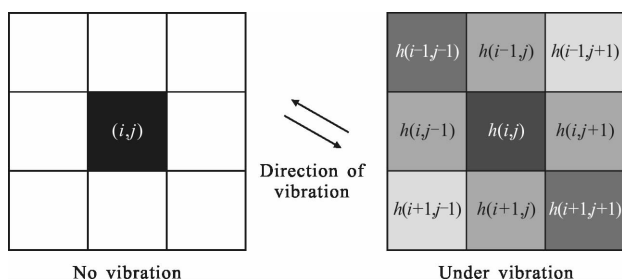 (i,j)
Direction of
vibration
h(i−1,j−1) h(i−1,j) h(i−1,j+1)
h(i,j−1) h(i,j) h(i,j+1)
h(i+1,j−1) h(i+1,j) h(i+1,j+1)
No vibration
Under vibration